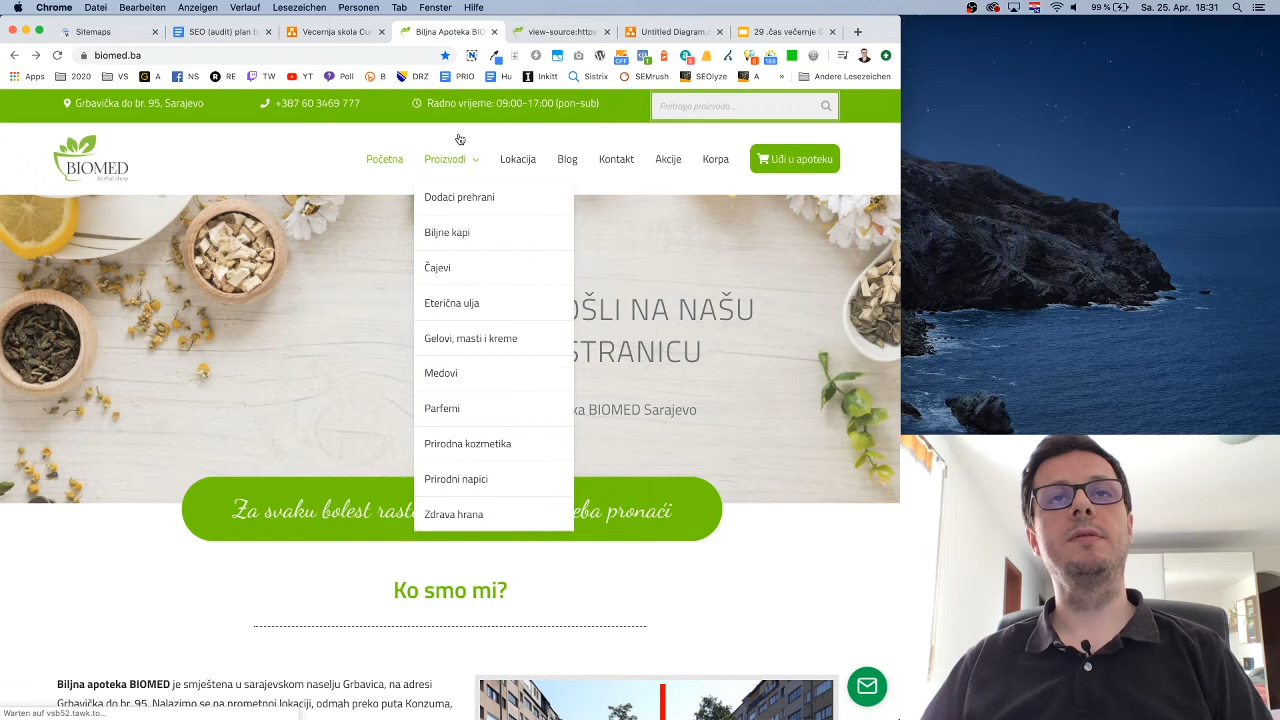 Chrome Datei Bearbeiten Anzeigen Verlauf Lesezeichen Personen Tab Fenster Hilfe
99% Sa. 25. Apr. 18:31
Sitemaps
SEO (audit) plan b
Vecernja skola Cu
Biljna Apoteka BIO
view-source:https
Untitled Diagram.d
29 .čas večernje Š
biomed.ba
Apps 2020 VS A NS RE TW YT Poll B DRZ PRIO Hu Inkitt Sistrix SEMrush SEOlyze A » Andere Lesezeichen
Grbavička do br. 95, Sarajevo
+387 60 3469 777
Radno vrijeme: 09:00-17:00 (pon-sub)
Pretraga proizvoda ..
BIOMED
herbal shop
Početna Proizvodi Lokacija Blog Kontakt Akcije Korpa Uđi u apoteku
Dodaci prehrani
Biljne kapi
Čajevi
Eterična ulja
Gelovi, masti i kreme
Medovi
Parfemi
Prirodna kozmetika
Prirodni napici
Zdrava hrana
OŠLI NA NAŠU
STRANICU
ka BIOMED Sarajevo
Za svaku bolest rast eba pronaći
Ko smo mi?
Biljna apoteka BIOMED je smještena u sarajevskom naselju Grbavica, na adresi
Grbavička do br. 95. Nalazimo se na prometnoj lokaciji, odmah preko puta Konzuma,
Warten auf vsb52.tawk.to...